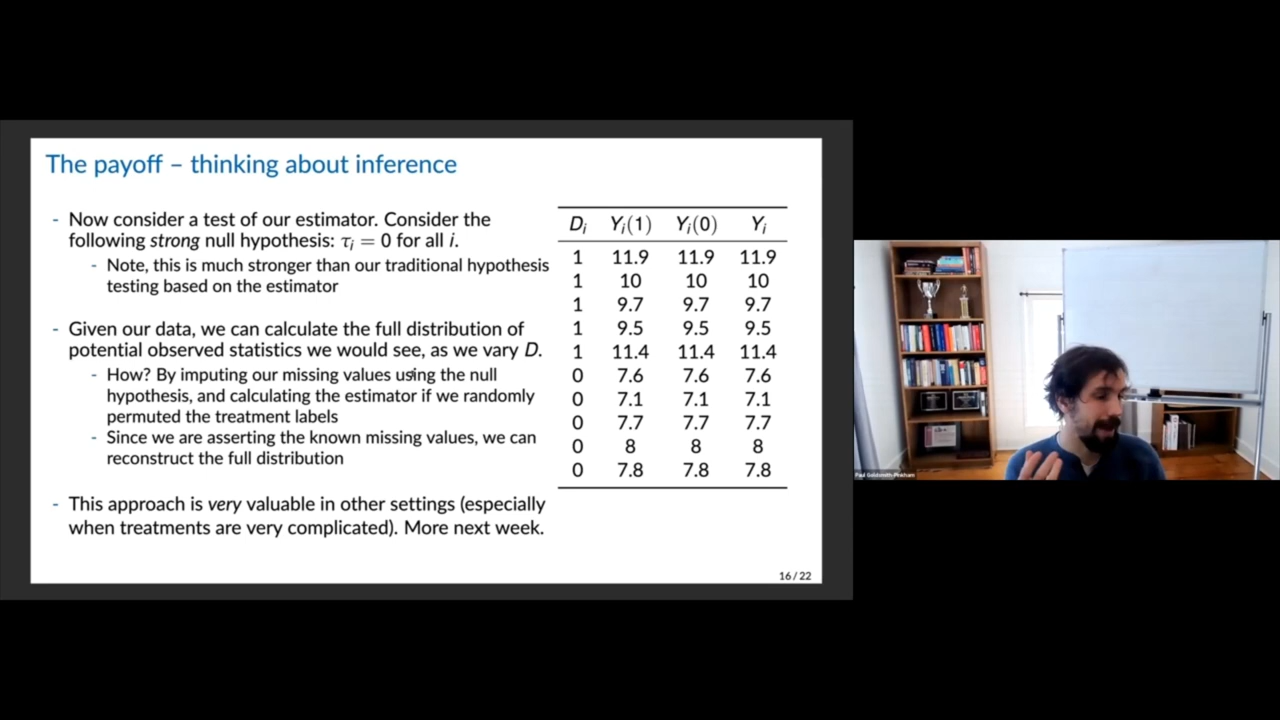 The payoff – thinking about inference
- Now consider a test of our estimator. Consider the
following strong null hypothesis: τi = 0 for all i.
- Note, this is much stronger than our traditional hypothesis
testing based on the estimator
- Given our data, we can calculate the full distribution of
potential observed statistics we would see, as we vary D.
- How? By imputing our missing values using the null
hypothesis, and calculating the estimator if we randomly
permuted the treatment labels
- Since we are asserting the known missing values, we can
reconstruct the full distribution
- This approach is very valuable in other settings (especially
when treatments are very complicated). More next week.
Di Yi(1) Yi(0) Yi
1 11.9 11.9 11.9
1 10 10 10
1 9.7 9.7 9.7
1 9.5 9.5 9.5
1 11.4 11.4 11.4
0 7.6 7.6 7.6
0 7.1 7.1 7.1
0 7.7 7.7 7.7
0 8 8 8
0 7.8 7.8 7.8
16 / 22
Paul Goldsmith-Pinkham